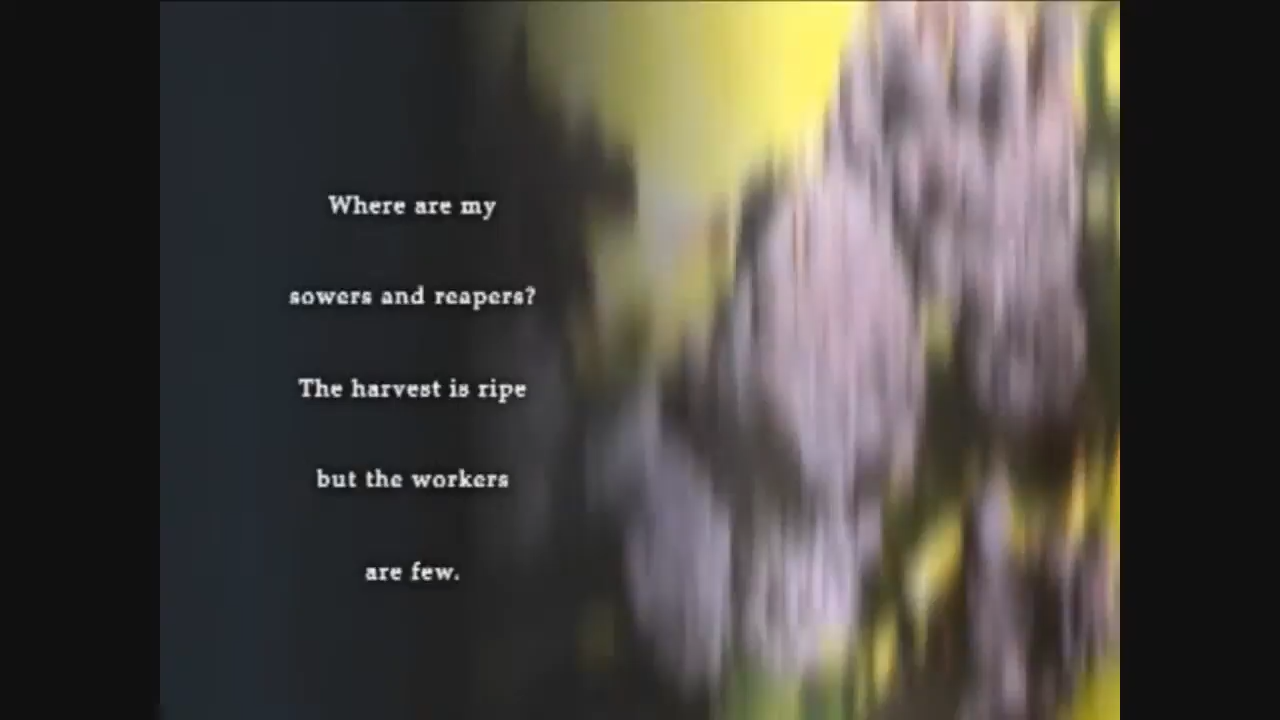 Where are my
sowers and reapers?
The harvest is ripe
but the workers
are few.